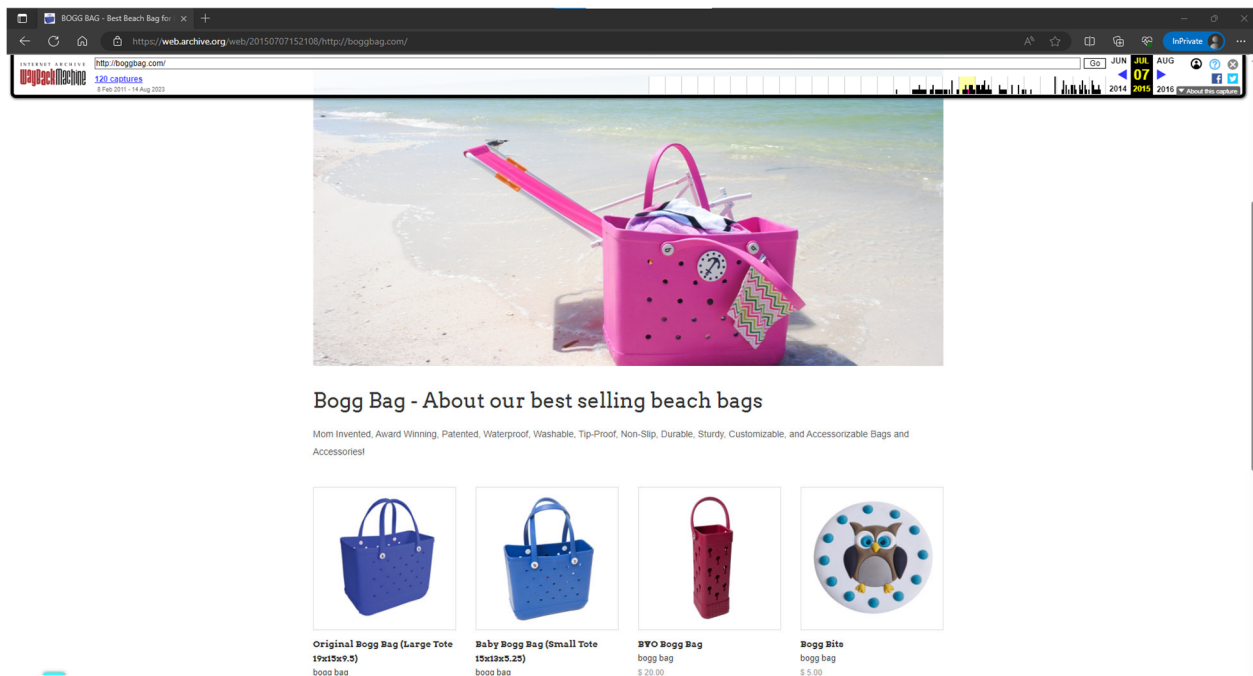 BOGG BAG - Best Beach Bag for
https://web.archive.org/web/20150707152108/http://boggbag.com/
InPrivate
INTERNET ARCHIVE
WayBackMachine
http://boggbag.com/
Go
120 captures
8 Feb 2011 - 14 Aug 2023
JUN JUL AUG
07
2014 2015 2016
About this capture
Bogg Bag - About our best selling beach bags
Mom Invented, Award Winning, Patented, Waterproof, Washable, Tip-Proof, Non-Slip, Durable, Sturdy, Customizable, and Accessorizable Bags and
Accessories!
Original Bogg Bag (Large Tote
19x15x9.5)
bogg bag
Baby Bogg Bag (Small Tote
15x13x5.25)
bogg bag
BYO Bogg Bag
bogg bag
$ 20.00
Bogg Bits
bogg bag
$ 5.00